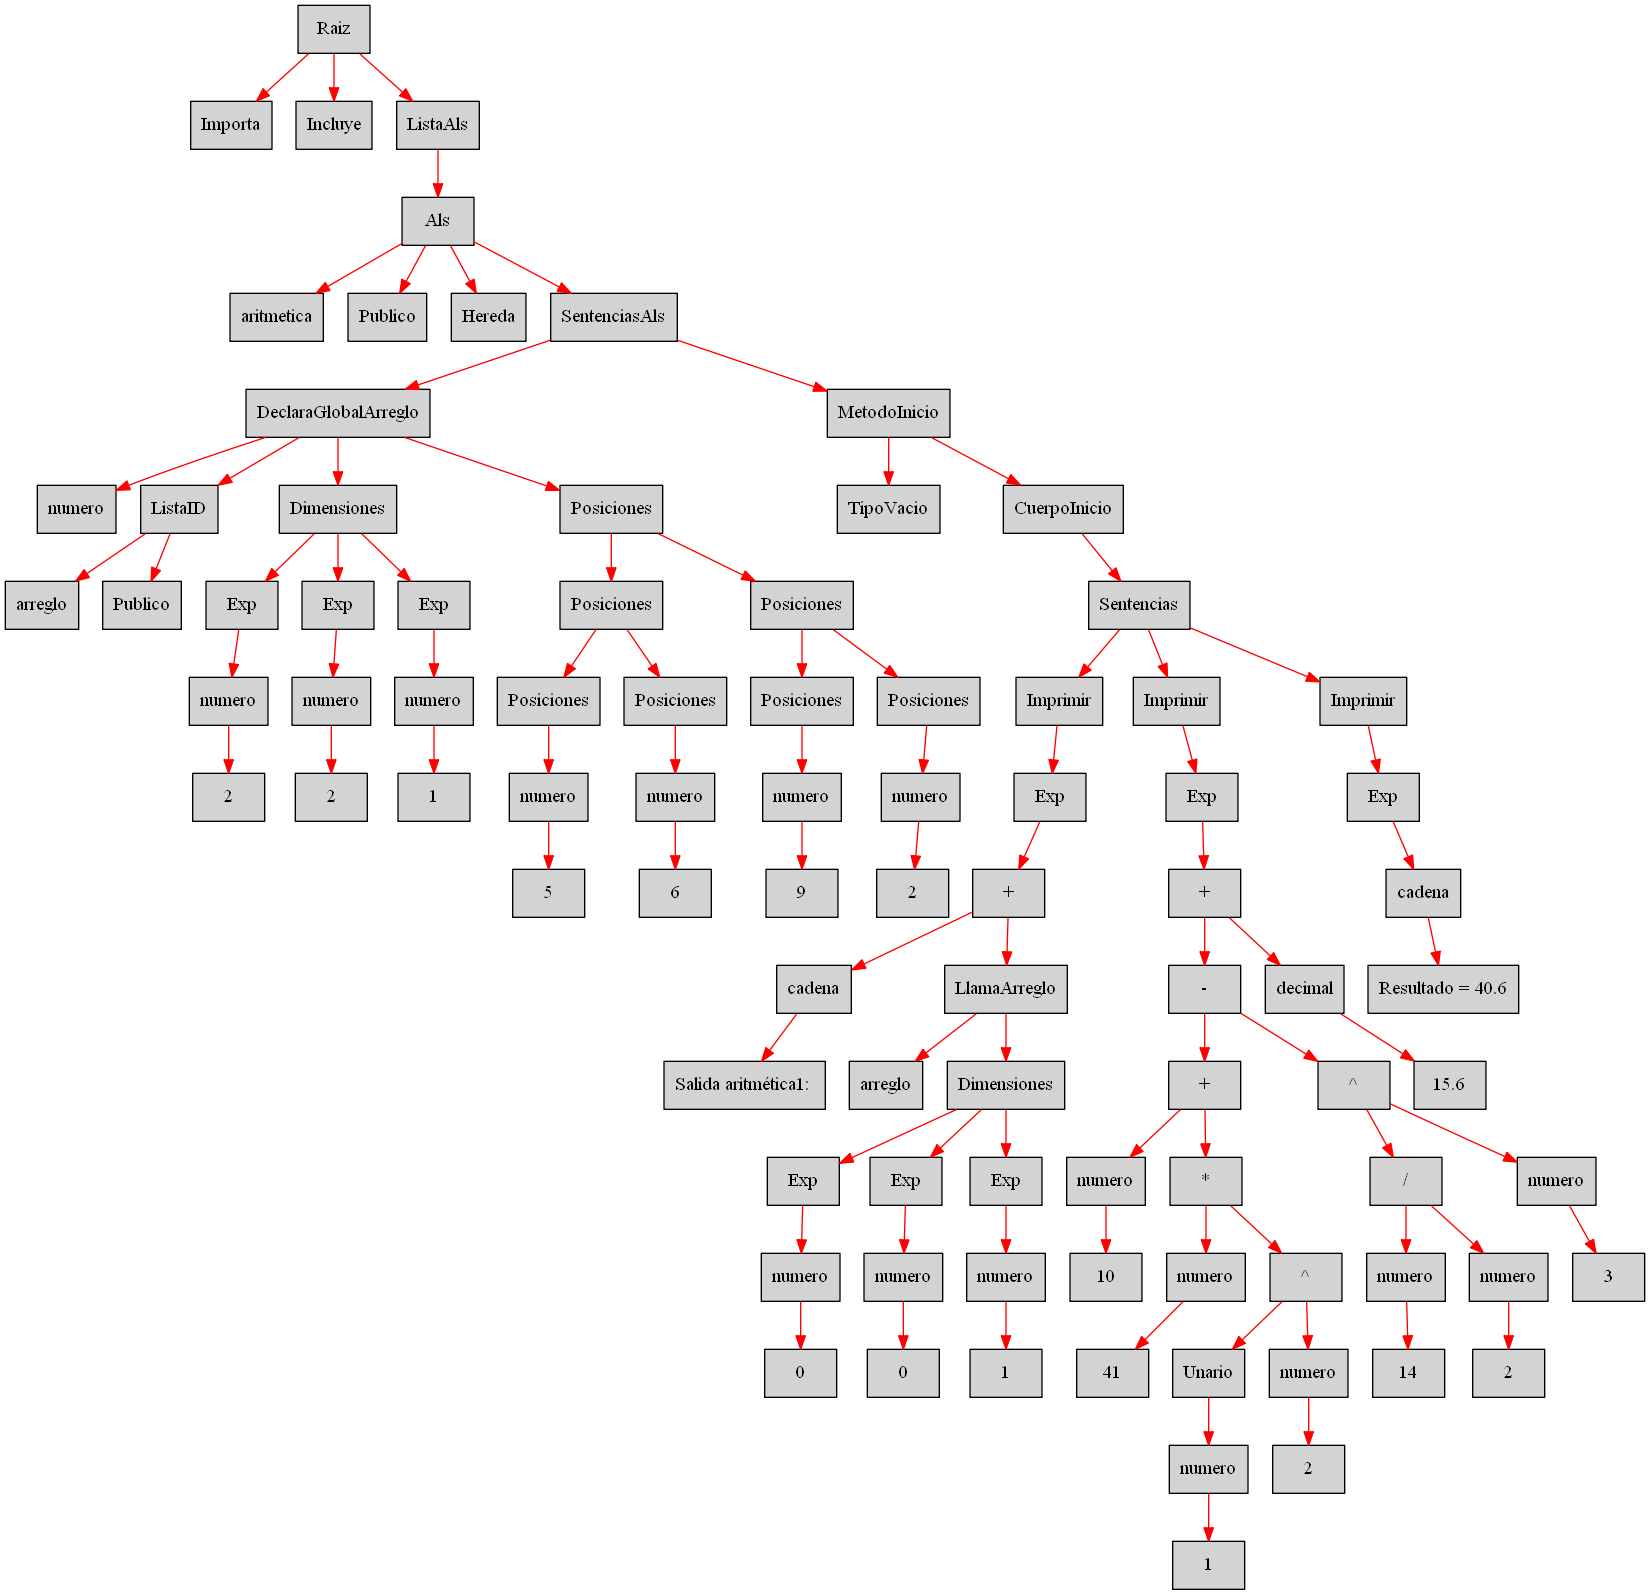 Raiz
Importa
Incluye
ListaAls
Als
aritmetica
Publico
Hereda
SentenciasAls
DeclaraGlobalArreglo
MetodoInicio
numero
ListaID
Dimensiones
Posiciones
TipoVacio
CuerpoInicio
arreglo
Publico
Exp
Exp
Exp
Posiciones
Posiciones
Sentencias
numero
numero
numero
Posiciones
Posiciones
Posiciones
Posiciones
Imprimir
Imprimir
Imprimir
2
2
1
numero
numero
numero
numero
Exp
Exp
Exp
5
6
9
2
+
+
cadena
cadena
LlamaArreglo
-
decimal
Resultado = 40.6
Salida aritmética1:
arreglo
Dimensiones
+
^
15.6
Exp
Exp
Exp
numero
*
/
numero
numero
numero
numero
10
numero
^
numero
numero
3
0
0
1
41
Unario
numero
14
2
numero
2
1